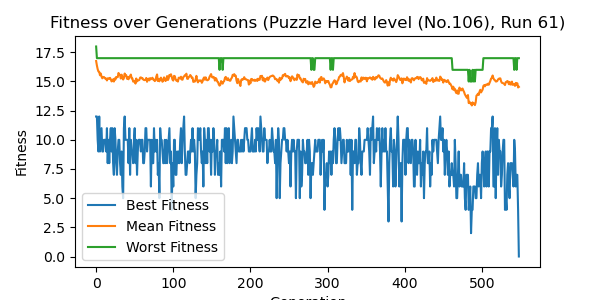 Fitness over Generations (Puzzle Hard level (No.106), Run 61)
17.5
15.0
12.5
10.0
7.5
5.0
2.5
0.0
Fitness
Best Fitness
Mean Fitness
Worst Fitness
0 100 200 300 400 500
Generation